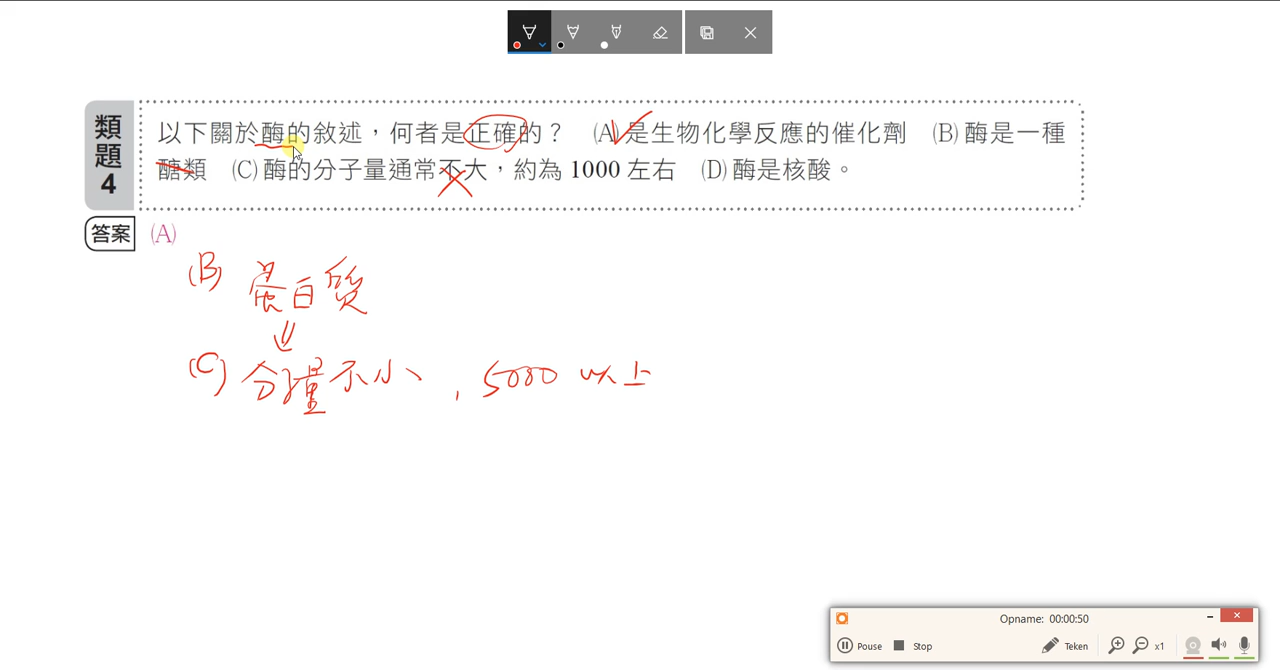 類題4
以下關於酶的敘述，何者是正確的？ (A)是生物化學反應的催化劑 (B)酶是一種
醣類 (C)酶的分子量通常不大，約為 1000 左右 (D)酶是核酸。
答案 (A)
(B) 蛋白質
(C) 分子量不小，5000 以上
Opname: 00:00:50
Pause Stop Teken x1